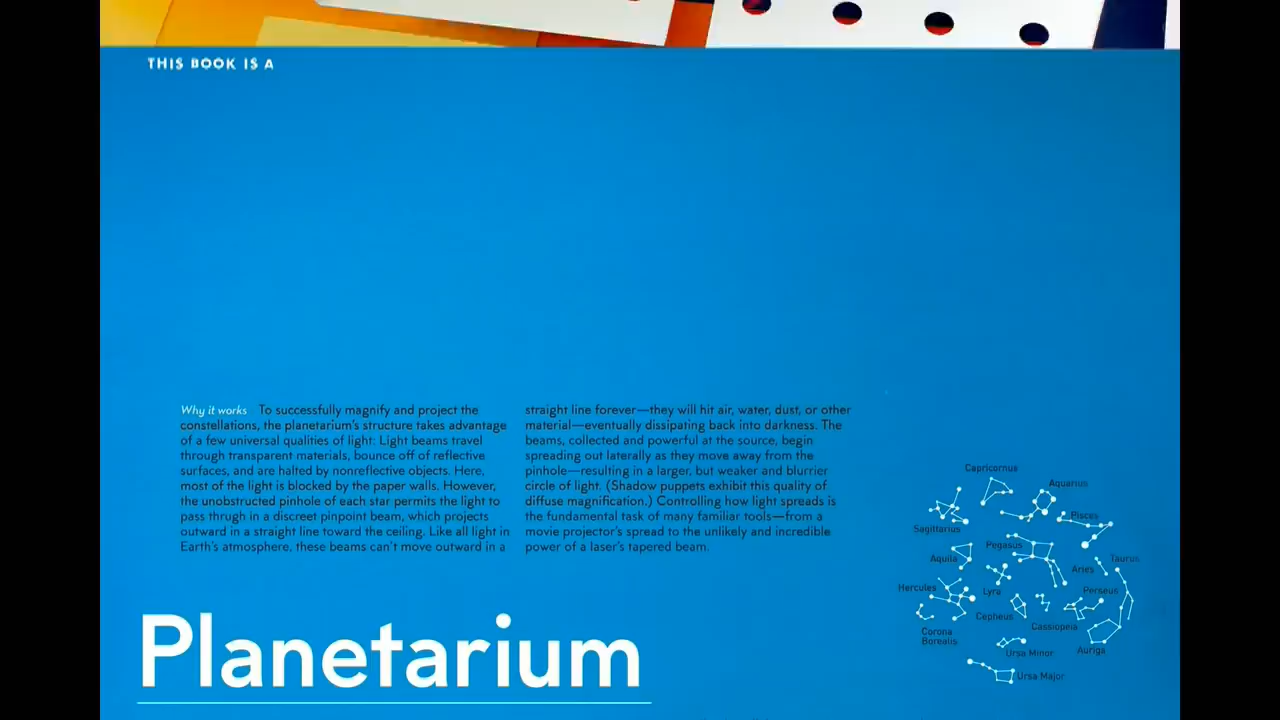 THIS BOOK IS A
Why it works To successfully magnify and project the
constellations, the planetarium's structure takes advantage
of a few universal qualities of light: Light beams travel
through transparent materials, bounce off of reflective
surfaces, and are halted by nonreflective objects. Here,
most of the light is blocked by the paper walls. However,
the unobstructed pinhole of each star permits the light to
pass thrugh in a discreet pinpoint beam, which projects
outward in a straight line toward the ceiling. Like all light in
Earth's atmosphere, these beams can't move outward in a
straight line forever—they will hit air, water, dust, or other
material—eventually dissipating back into darkness. The
beams, collected and powerful at the source, begin
spreading out laterally as they move away from the
pinhole—resulting in a larger, but weaker and blurrier
circle of light. (Shadow puppets exhibit this quality of
diffuse magnification.) Controlling how light spreads is
the fundamental task of many familiar tools—from a
movie projector's spread to the unlikely and incredible
power of a laser's tapered beam.
Capricornus
Aquarius
Pisces
Sagittarius
Pegasus
Aquila
Taurus
Aries
Hercules
Lyra
Perseus
Cepheus
Cassiopeia
Corona
Borealis
Ursa Minor
Auriga
Ursa Major
Planetarium